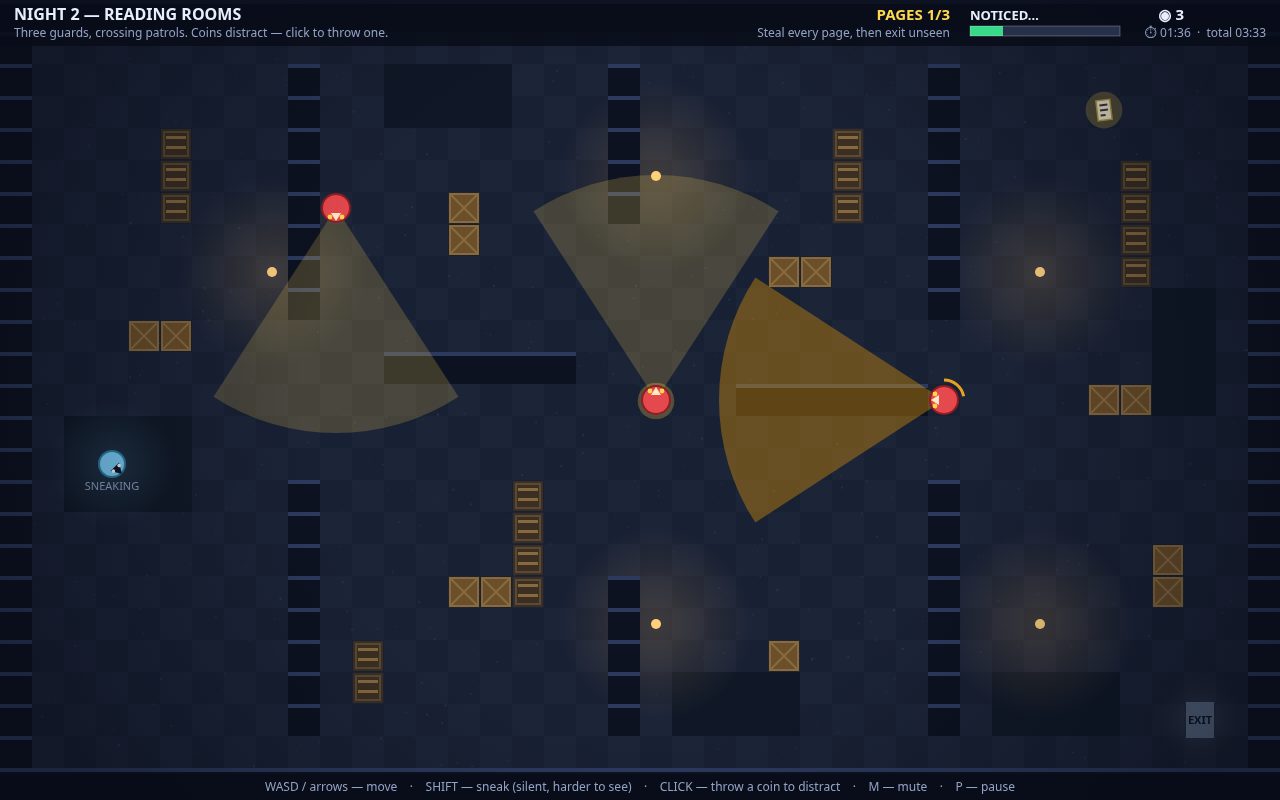 NIGHT 2 — READING ROOMS
Three guards, crossing patrols. Coins distract — click to throw one.
PAGES 1/3
Steal every page, then exit unseen
NOTICED...
◉ 3
⏱ 01:36 · total 03:33
SNEAKING
EXIT
WASD / arrows — move · SHIFT — sneak (silent, harder to see) · CLICK — throw a coin to distract · M — mute · P — pause